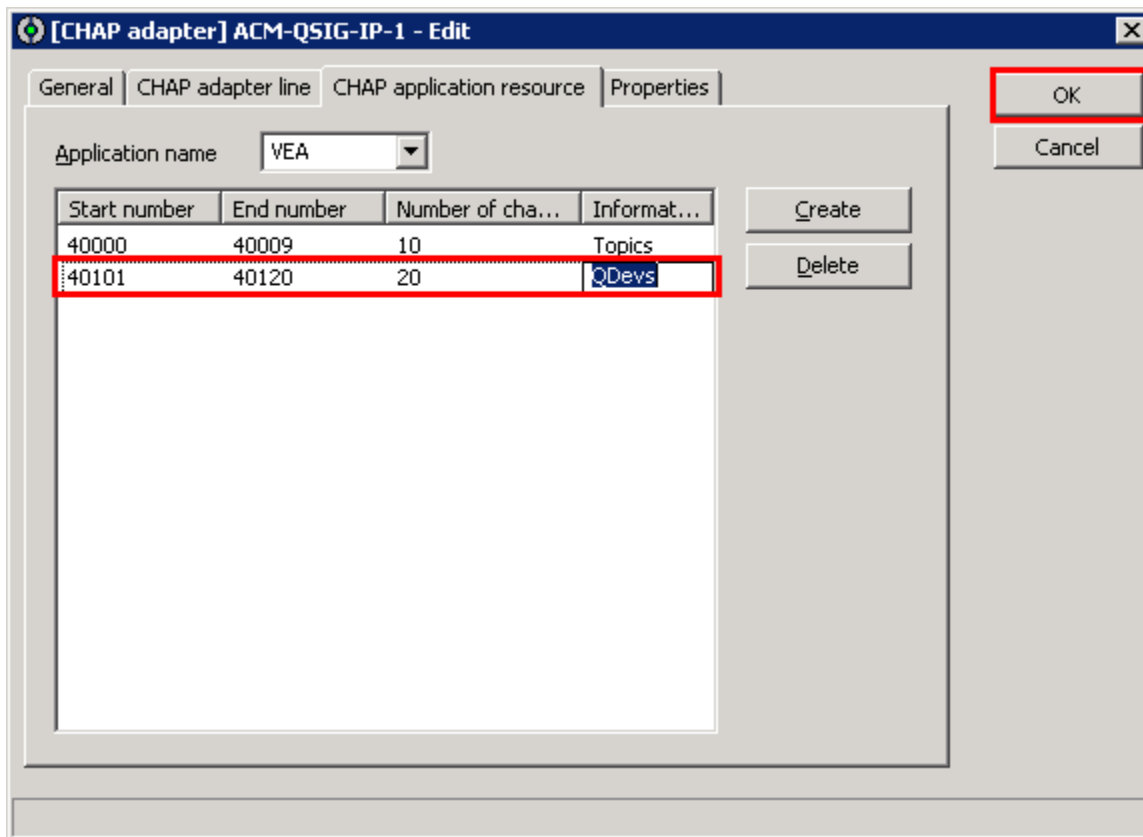 [CHAP adapter] ACM-QSIG-IP-1 - Edit
General CHAP adapter line CHAP application resource Properties
OK
Cancel
Application name VEA
Start number End number Number of cha... Informat...
40000 40009 10 Topics
40101 40120 20 QDevs
Create
Delete